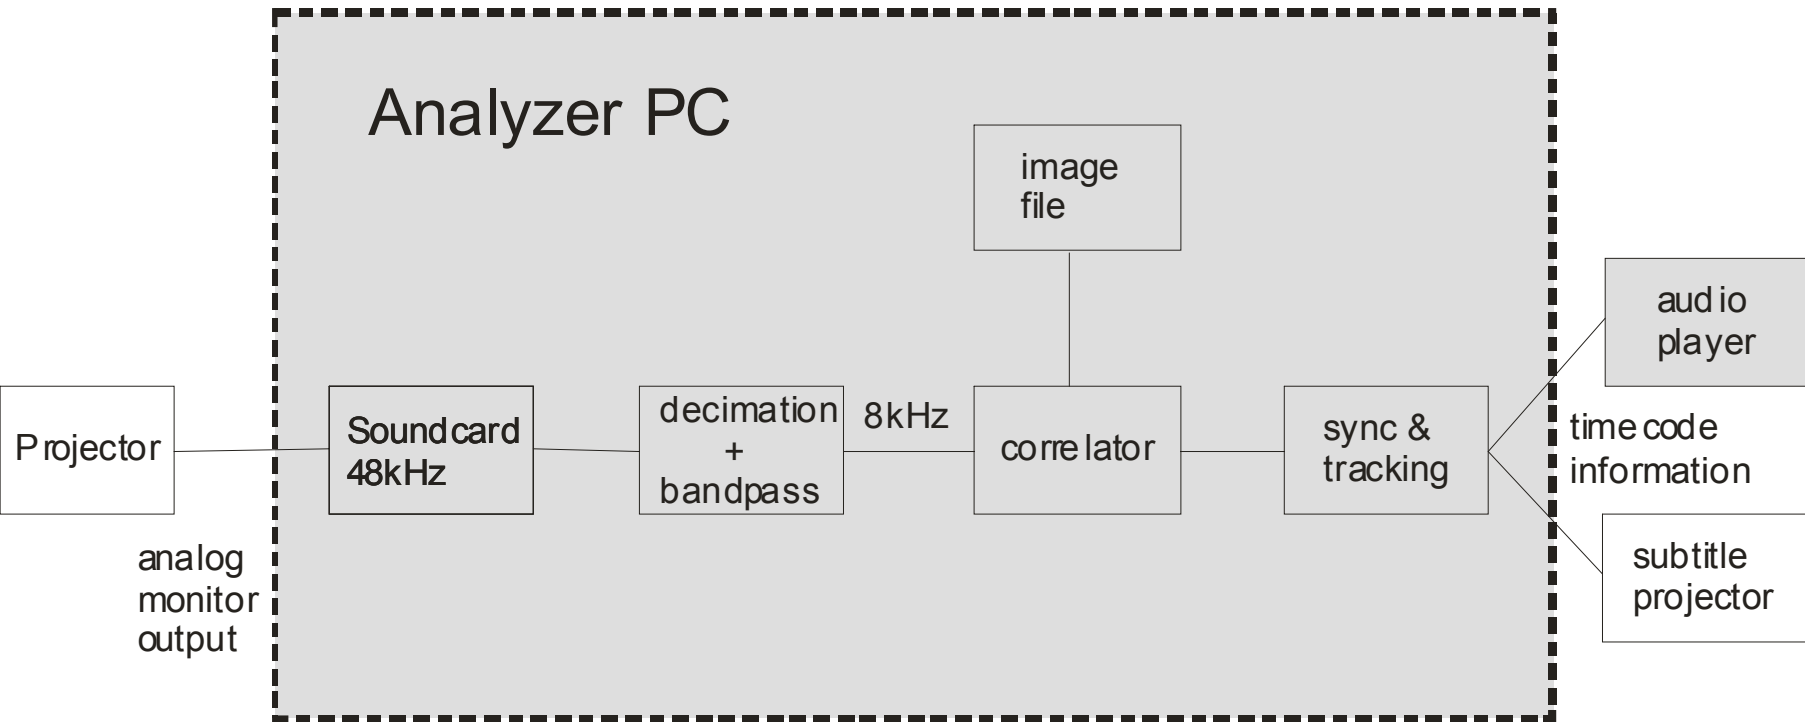 Analyzer PC
image
file
audio
player
Projector
Soundcard
48kHz
decimation
+
bandpass
8kHz
correlator
sync &
tracking
time code
information
analog
monitor
output
subtitle
projector